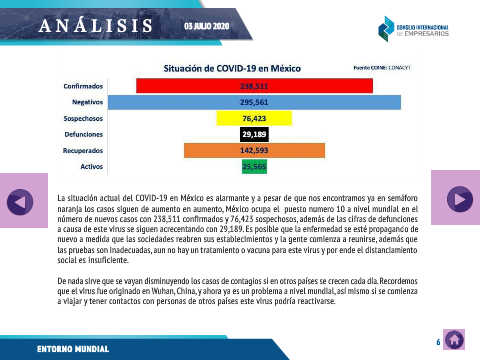 ANÁLISIS
03 JULIO 2020
CONSEJO INTERNACIONAL
DE EMPRESARIOS
Situación de COVID-19 en México
Fuente COINE: CONACYT
Confirmados 238,511
Negativos 295,561
Sospechosos 76,423
Defunciones 29,189
Recuperados 142,593
Activos 25,565
La situación actual del COVID-19 en México es alarmante y a pesar de que nos encontramos ya en semáforo
naranja los casos siguen de aumento en aumento, México ocupa el puesto numero 10 a nivel mundial en el
número de nuevos casos con 238,511 confirmados y 76,423 sospechosos, además de las cifras de defunciones
a causa de este virus se siguen acrecentando con 29,189. Es posible que la enfermedad se esté propagando de
nuevo a medida que las sociedades reabren sus establecimientos y la gente comienza a reunirse, además que
las pruebas son inadecuadas, aun no hay un tratamiento o vacuna para este virus y por ende el distanciamiento
social es insuficiente.
De nada sirve que se vayan disminuyendo los casos de contagios si en otros países se crecen cada día. Recordemos
que el virus fue originado en Wuhan, China, y ahora ya es un problema a nivel mundial, así mismo si se comienza
a viajar y tener contactos con personas de otros países este virus podría reactivarse.
6
ENTORNO MUNDIAL